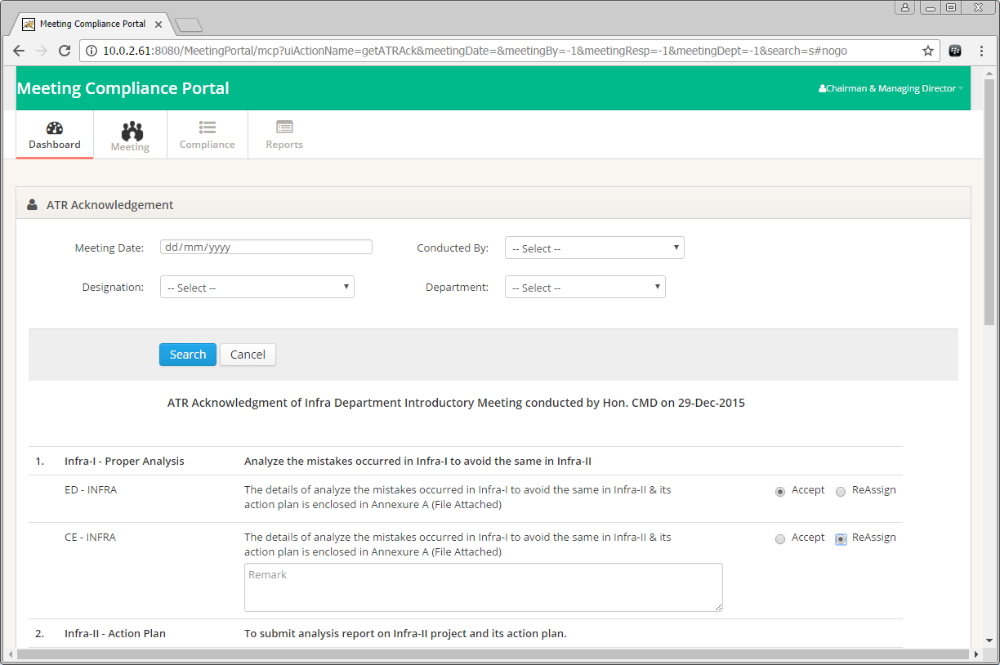 Meeting Compliance Portal
10.0.2.61:8080/MeetingPortal/mcp?uiActionName=getATRAck&meetingDate=&meetingBy=-1&meetingResp=-1&meetingDept=-1&search=s#nogo
Meeting Compliance Portal
Chairman & Managing Director
Dashboard
Meeting
Compliance
Reports
ATR Acknowledgement
Meeting Date: dd/mm/yyyy Conducted By: -- Select --
Designation: -- Select -- Department: -- Select --
Search Cancel
ATR Acknowledgment of Infra Department Introductory Meeting conducted by Hon. CMD on 29-Dec-2015
1. Infra-I - Proper Analysis Analyze the mistakes occurred in Infra-I to avoid the same in Infra-II
ED - INFRA The details of analyze the mistakes occurred in Infra-I to avoid the same in Infra-II & its Accept ReAssign
action plan is enclosed in Annexure A (File Attached)
CE - INFRA The details of analyze the mistakes occurred in Infra-I to avoid the same in Infra-II & its Accept ReAssign
action plan is enclosed in Annexure A (File Attached)
Remark
2. Infra-II - Action Plan To submit analysis report on Infra-II project and its action plan.